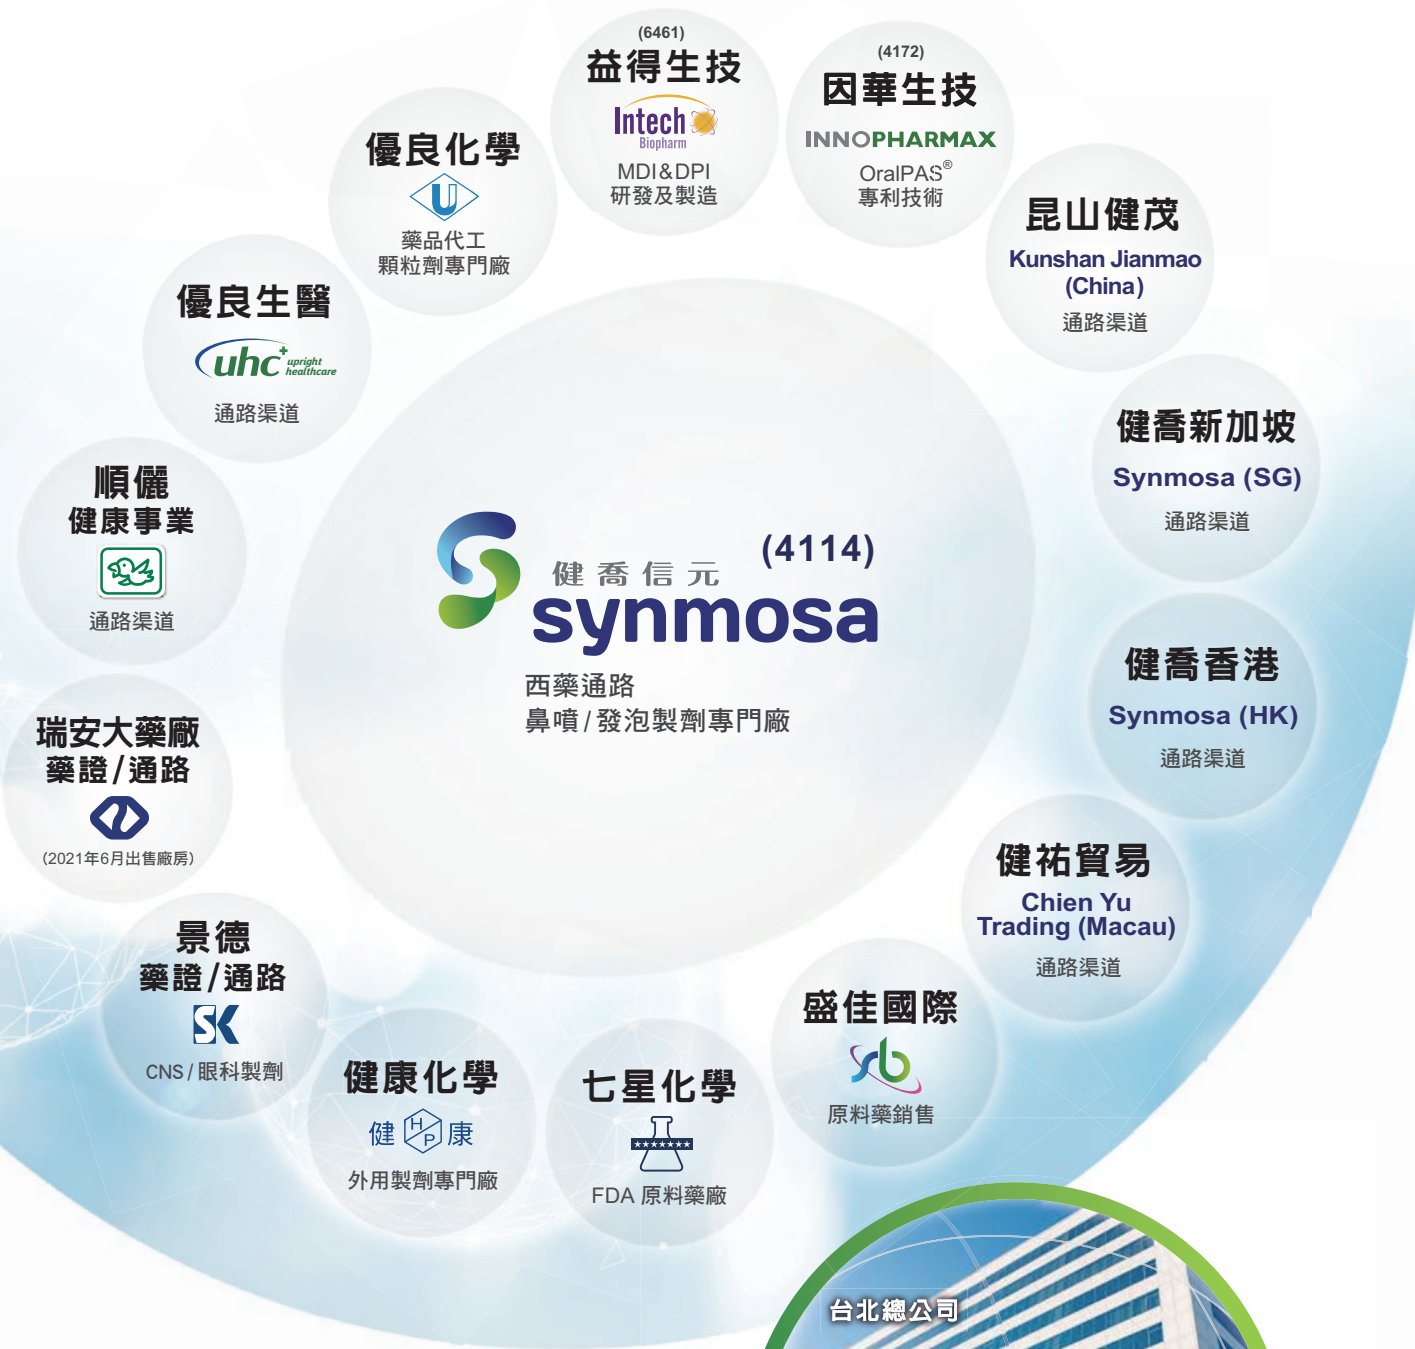 (6461)
益得生技
Intech
Biopharm
MDI&DPI
研發及製造
(4172)
因華生技
INNOPHARMAX
OralPAS®
專利技術
優良化學
U
藥品代工
顆粒劑專門廠
昆山健茂
Kunshan Jianmao
(China)
通路渠道
優良生醫
uhc+ upright
healthcare
通路渠道
健喬新加坡
Synmosa (SG)
通路渠道
順儷
健康事業
通路渠道
(4114)
健喬信元
synmosa
西藥通路
鼻噴/發泡製劑專門廠
健喬香港
Synmosa (HK)
通路渠道
瑞安大藥廠
藥證/通路
(2021年6月出售廠房)
健祐貿易
Chien Yu
Trading (Macau)
通路渠道
景德
藥證/通路
SK
CNS/眼科製劑
盛佳國際
sb
原料藥銷售
健康化學
健 HP 康
外用製劑專門廠
七星化學
FDA 原料藥廠
台北總公司